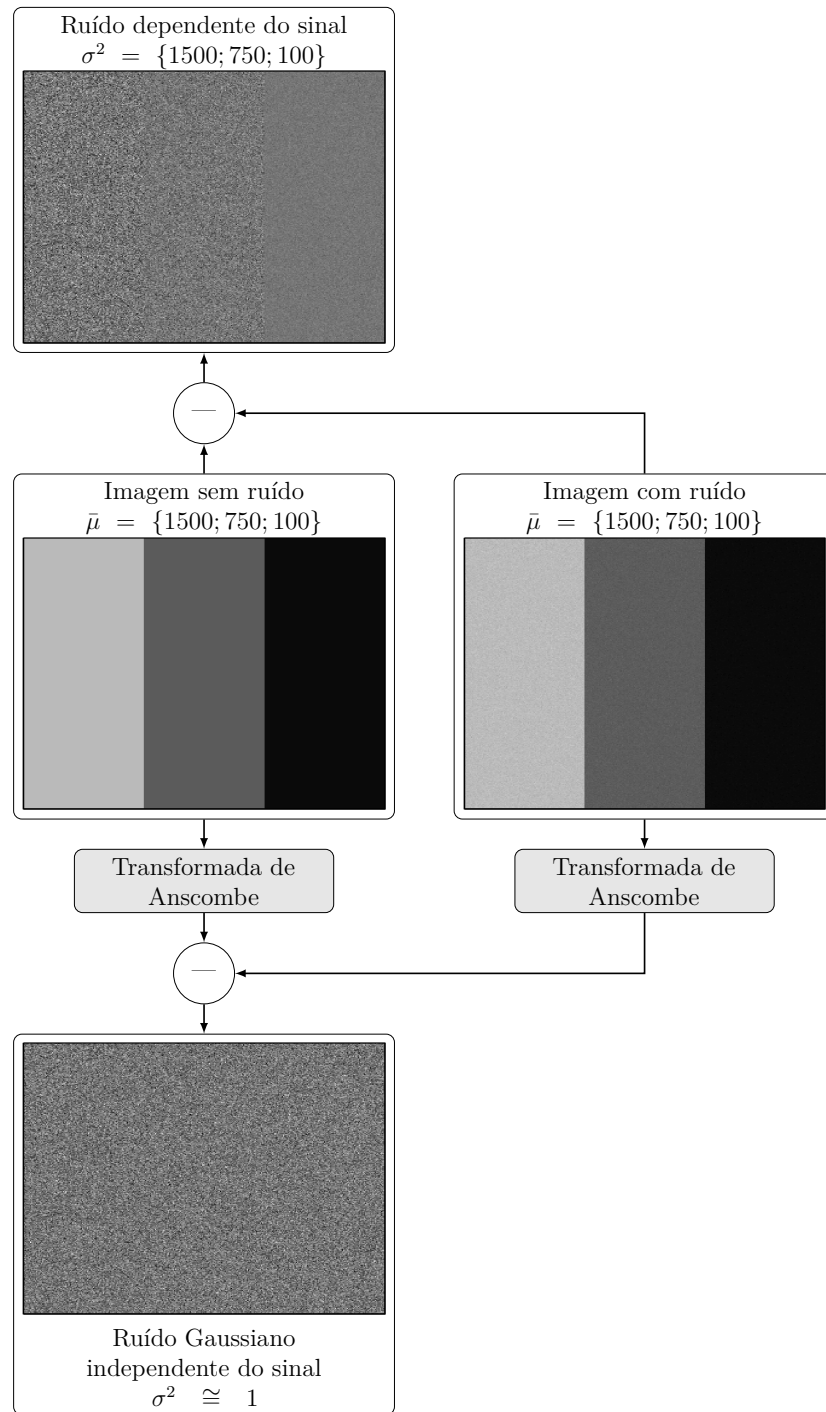 Ruído dependente do sinal
σ² = {1500; 750; 100}
—
Imagem sem ruído
μ̄ = {1500; 750; 100}
Imagem com ruído
μ̄ = {1500; 750; 100}
Transformada de
Anscombe
Transformada de
Anscombe
—
Ruído Gaussiano
independente do sinal
σ² ≅ 1